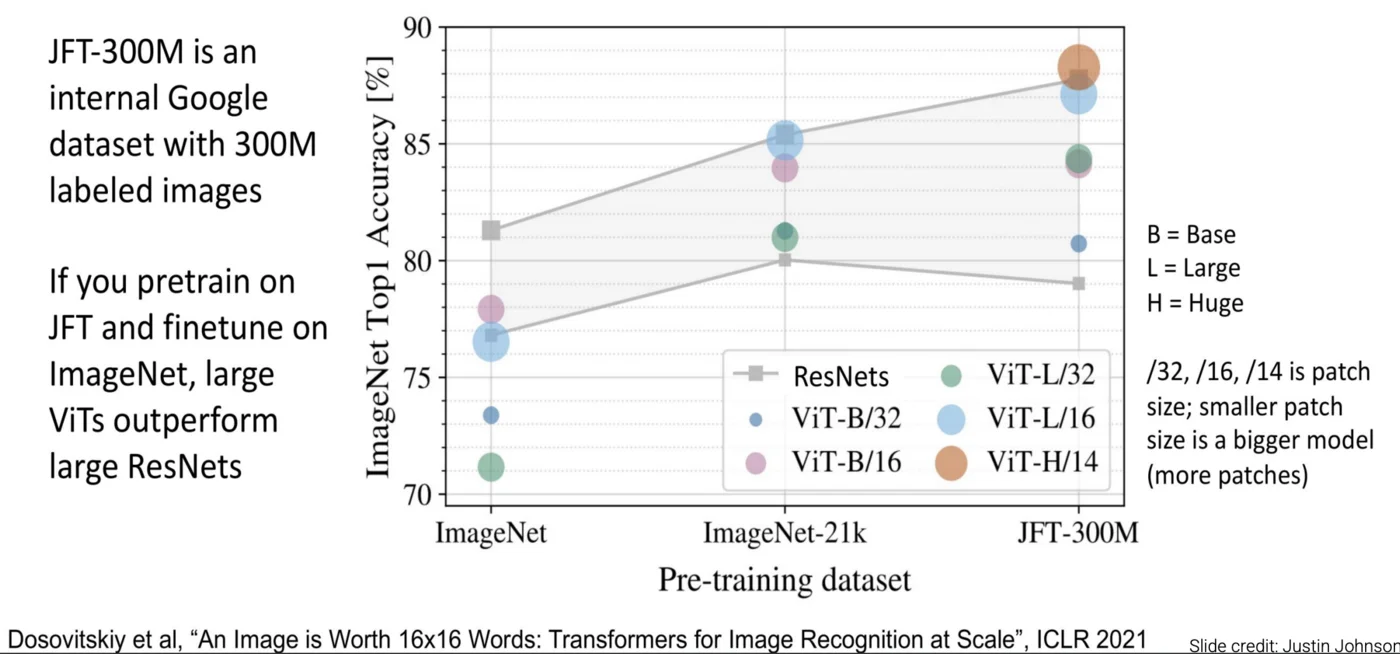 JFT-300M is an
internal Google
dataset with 300M
labeled images
If you pretrain on
JFT and finetune on
ImageNet, large
ViTs outperform
large ResNets
ImageNet Top1 Accuracy [%]
90
85
80
75
70
ResNets
ViT-B/32
ViT-B/16
ViT-L/32
ViT-L/16
ViT-H/14
ImageNet
ImageNet-21k
JFT-300M
Pre-training dataset
B = Base
L = Large
H = Huge
/32, /16, /14 is patch
size; smaller patch
size is a bigger model
(more patches)
Dosovitskiy et al, “An Image is Worth 16x16 Words: Transformers for Image Recognition at Scale”, ICLR 2021
Slide credit: Justin Johnson